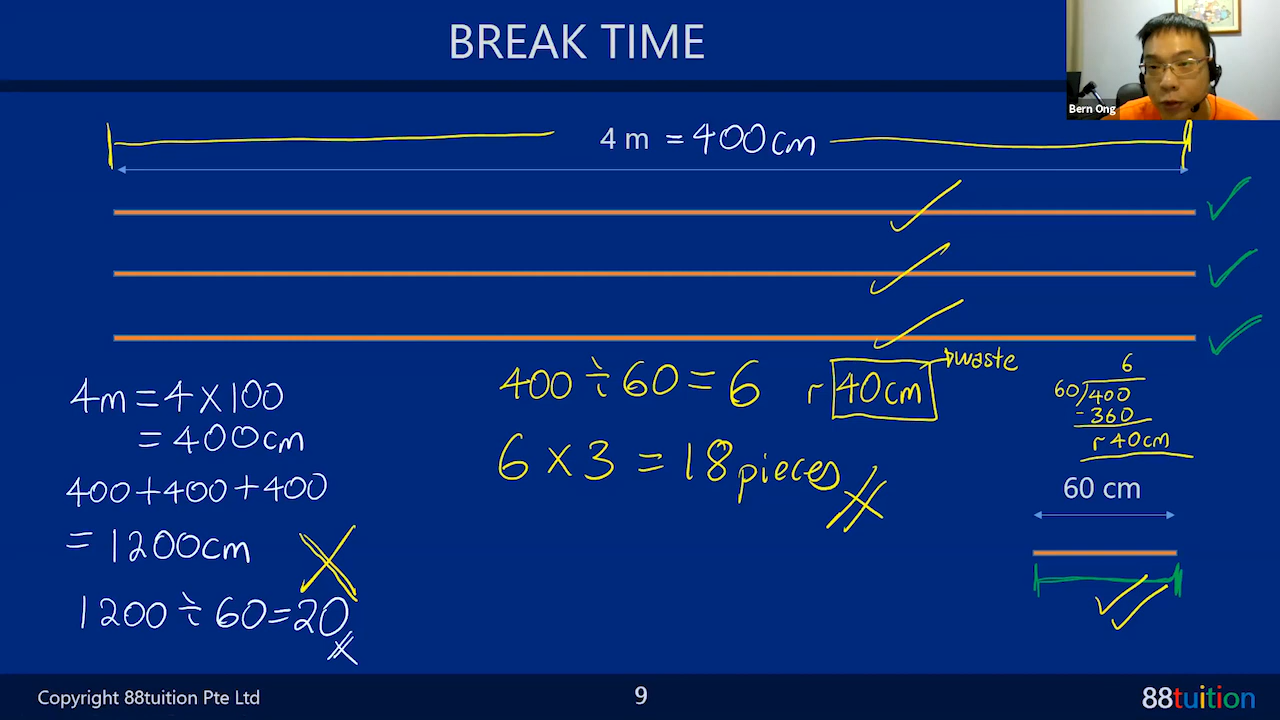 BREAK TIME
Bern Ong
4 m = 400cm
400 ÷ 60 = 6 r 40cm waste
6 × 3 = 18 pieces
4m = 4 × 100
= 400cm
400 + 400 + 400
= 1200cm
1200 ÷ 60 = 20
6
60)400
-360
r 40cm
60 cm
Copyright 88tuition Pte Ltd
9
88tuition